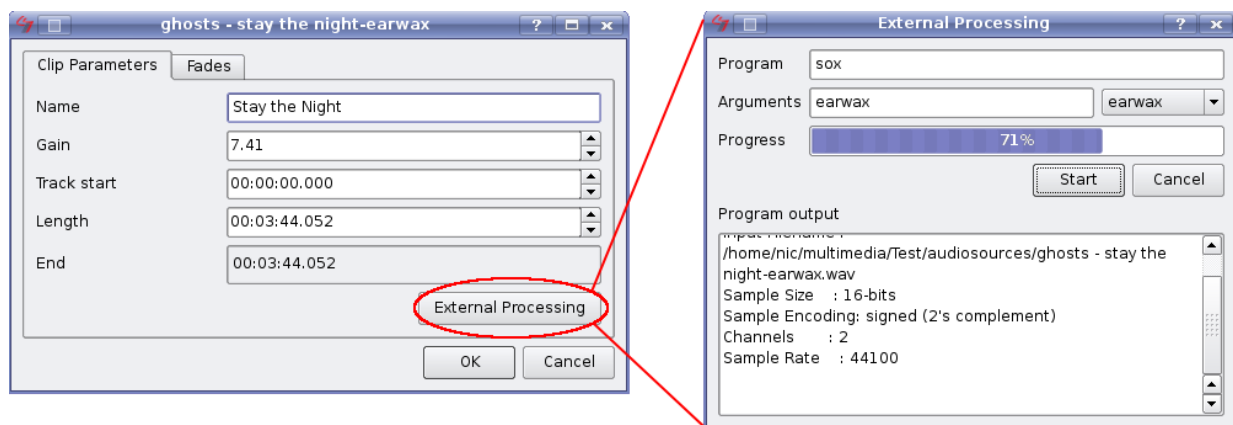 ghosts - stay the night-earwax
Clip Parameters
Fades
Name Stay the Night
Gain 7.41
Track start 00:00:00.000
Length 00:03:44.052
End 00:03:44.052
External Processing
OK Cancel
External Processing
Program sox
Arguments earwax earwax
Progress 71%
Start Cancel
Program output
Input Filename :
/home/nic/multimedia/Test/audiosources/ghosts - stay the
night-earwax.wav
Sample Size : 16-bits
Sample Encoding: signed (2's complement)
Channels : 2
Sample Rate : 44100